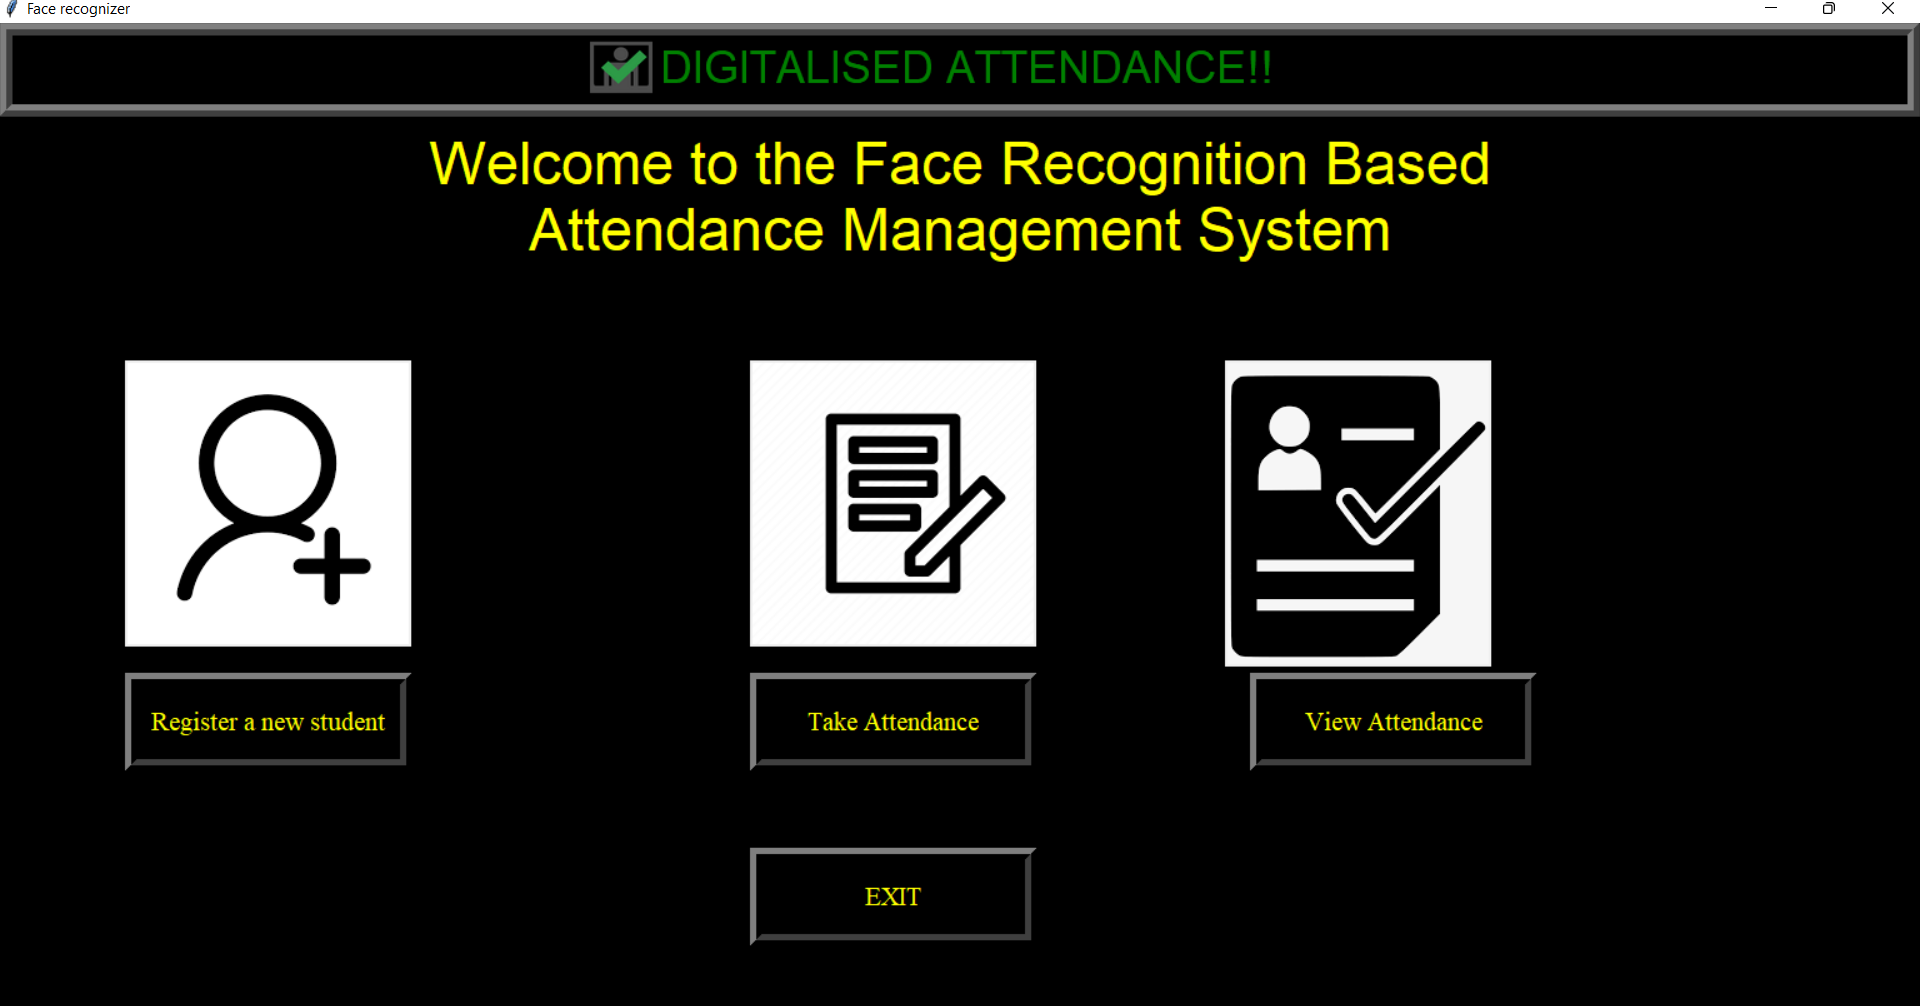 Face recognizer
DIGITALISED ATTENDANCE!!
Welcome to the Face Recognition Based
Attendance Management System
Register a new student
Take Attendance
View Attendance
EXIT